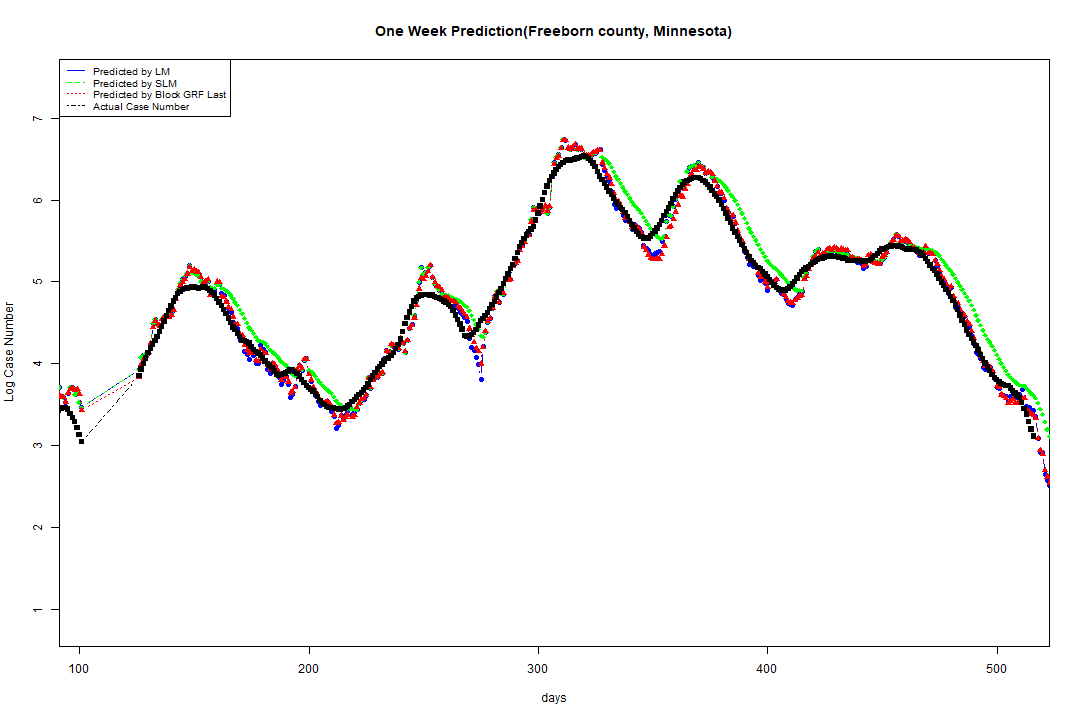 One Week Prediction(Freeborn county, Minnesota)
Predicted by LM
Predicted by SLM
Predicted by Block GRF Last
Actual Case Number
7
6
5
4
3
2
1
Log Case Number
100 200 300 400 500
days